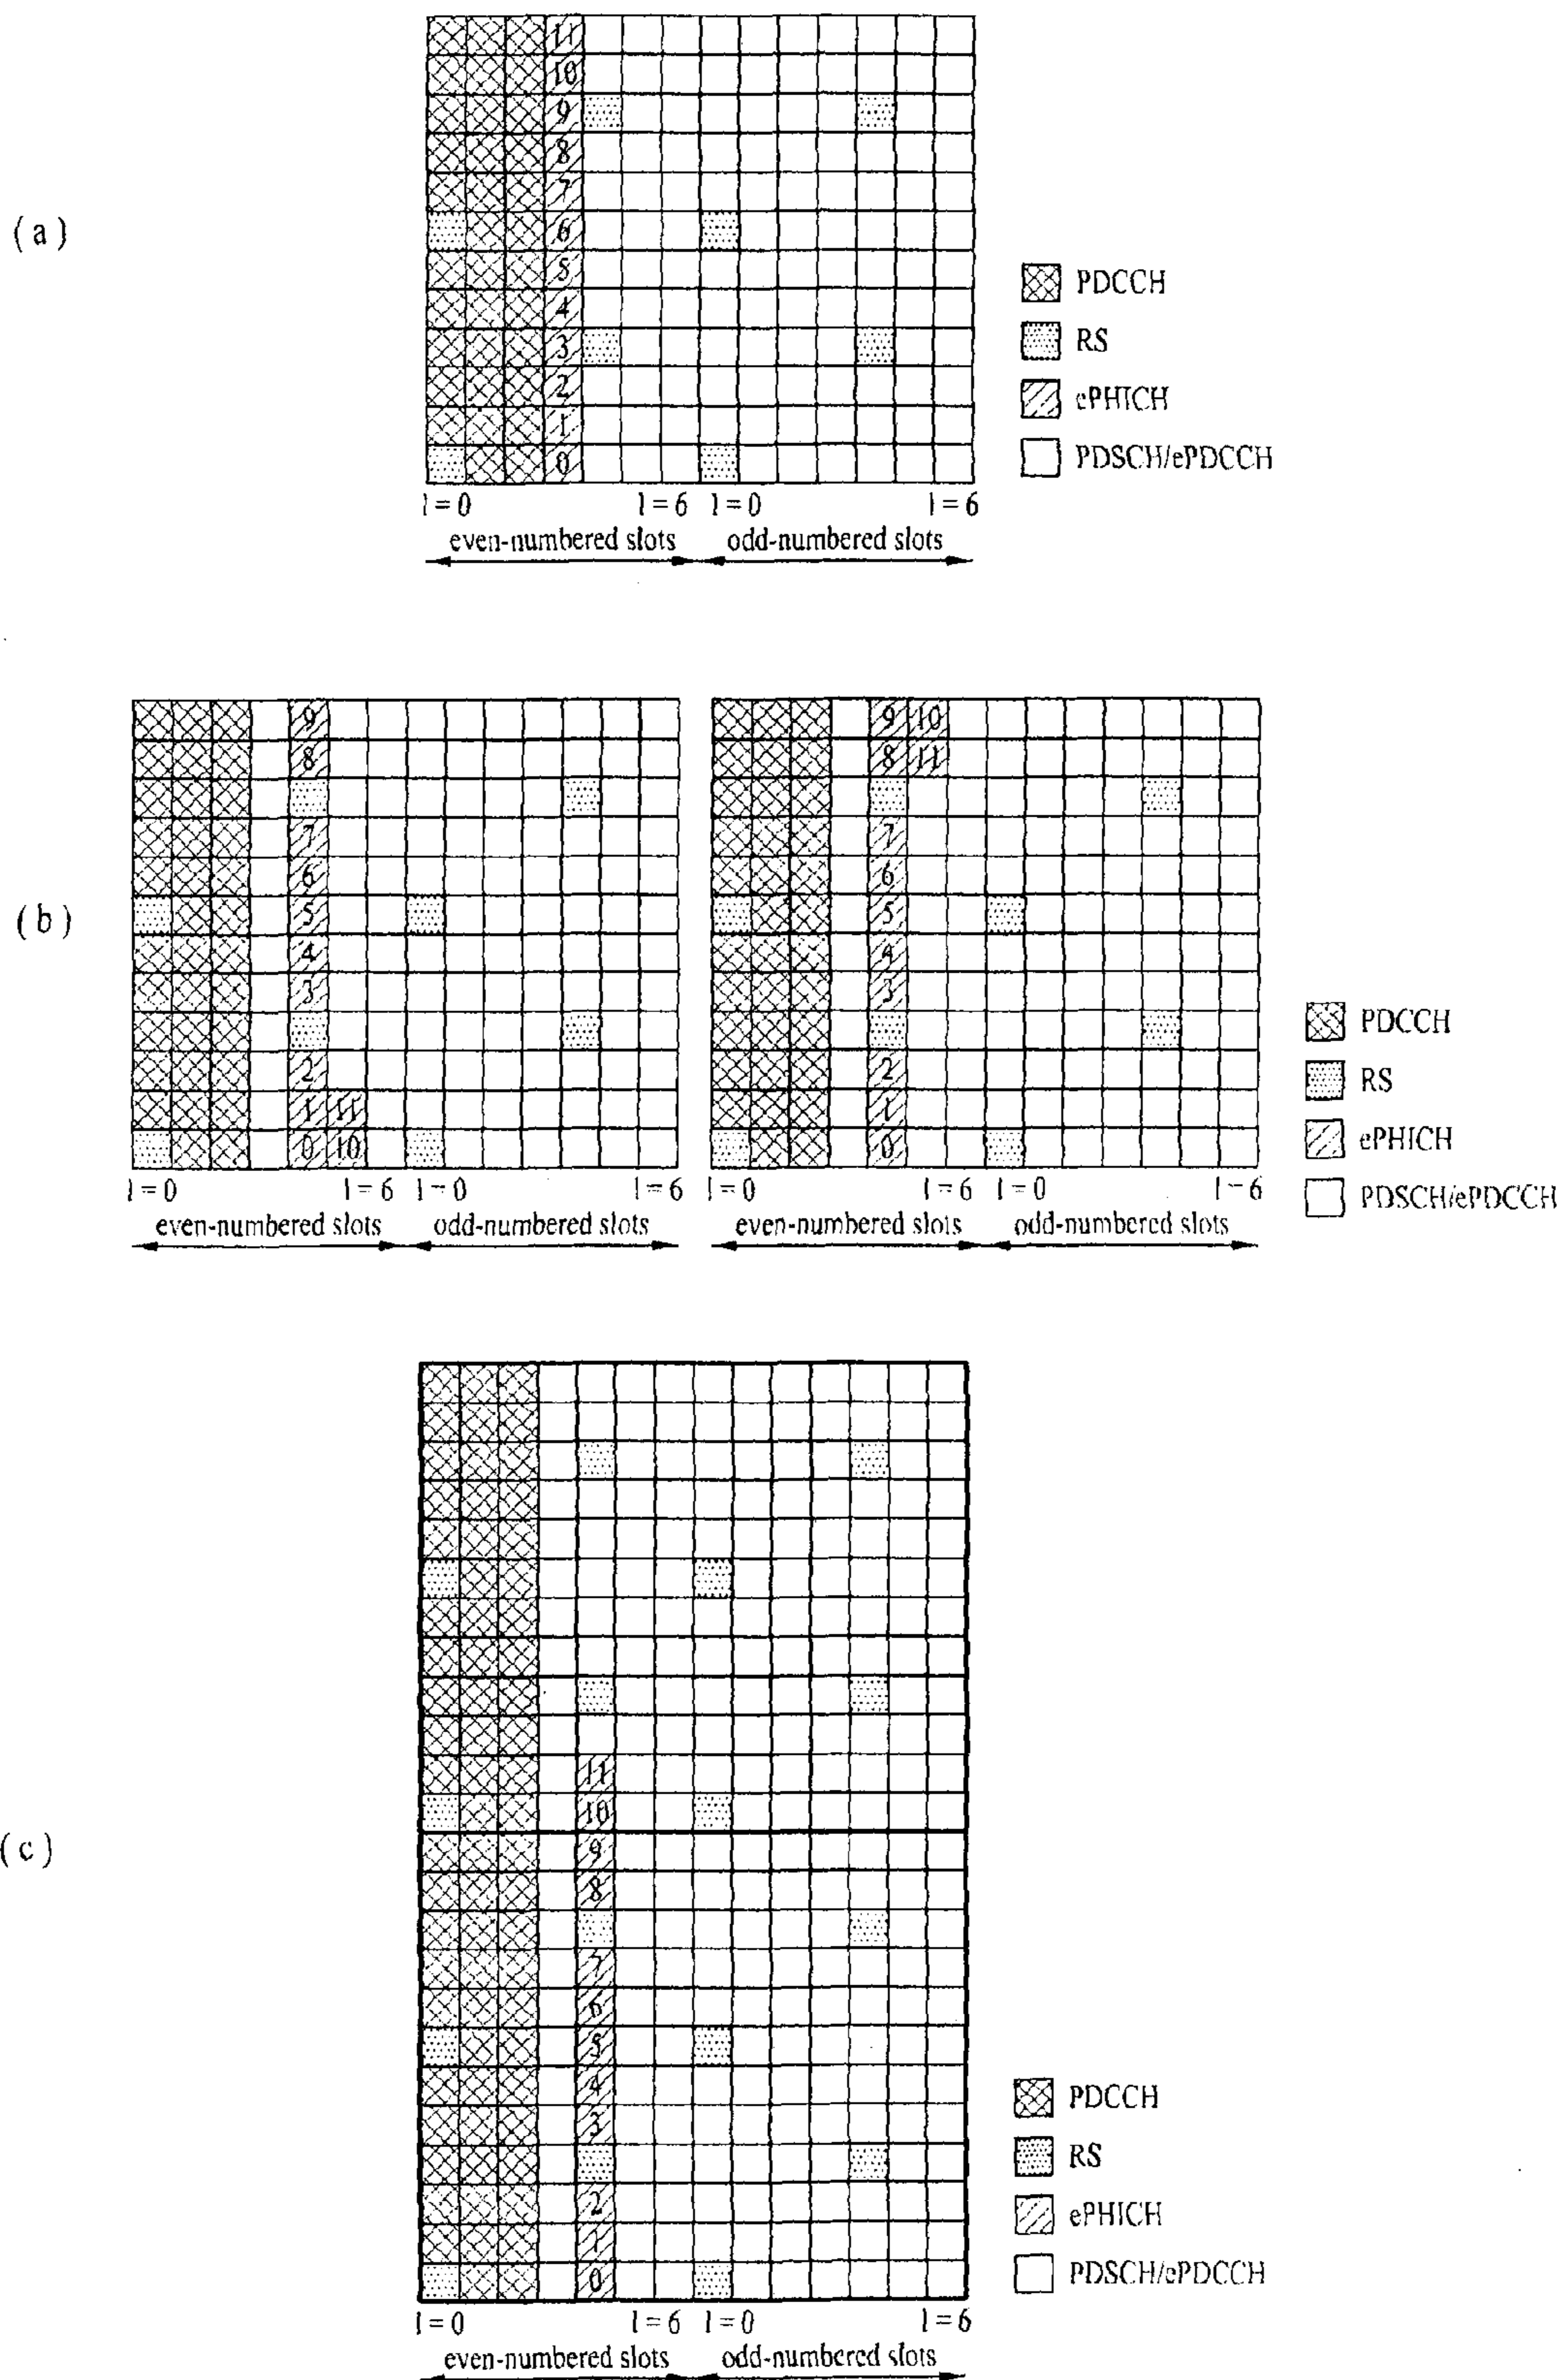 (a)
11
10
9
8
7
6
5
4
3
2
1
0
l=0 l=6 l=0 l=6
even-numbered slots odd-numbered slots
PDCCH
RS
ePHICH
PDSCH/ePDCCH
(b)
9
8
7
6
5
4
3
2
1 11
0 10
l=0 l=6 l=0 l=6
even-numbered slots odd-numbered slots
9 10
8 11
7
6
5
4
3
2
1
0
l=0 l=6 l=0 l=6
even-numbered slots odd-numbered slots
PDCCH
RS
ePHICH
PDSCH/ePDCCH
(c)
11
10
9
8
7
6
5
4
3
2
1
0
l=0 l=6 l=0 l=6
even-numbered slots odd-numbered slots
PDCCH
RS
ePHICH
PDSCH/ePDCCH